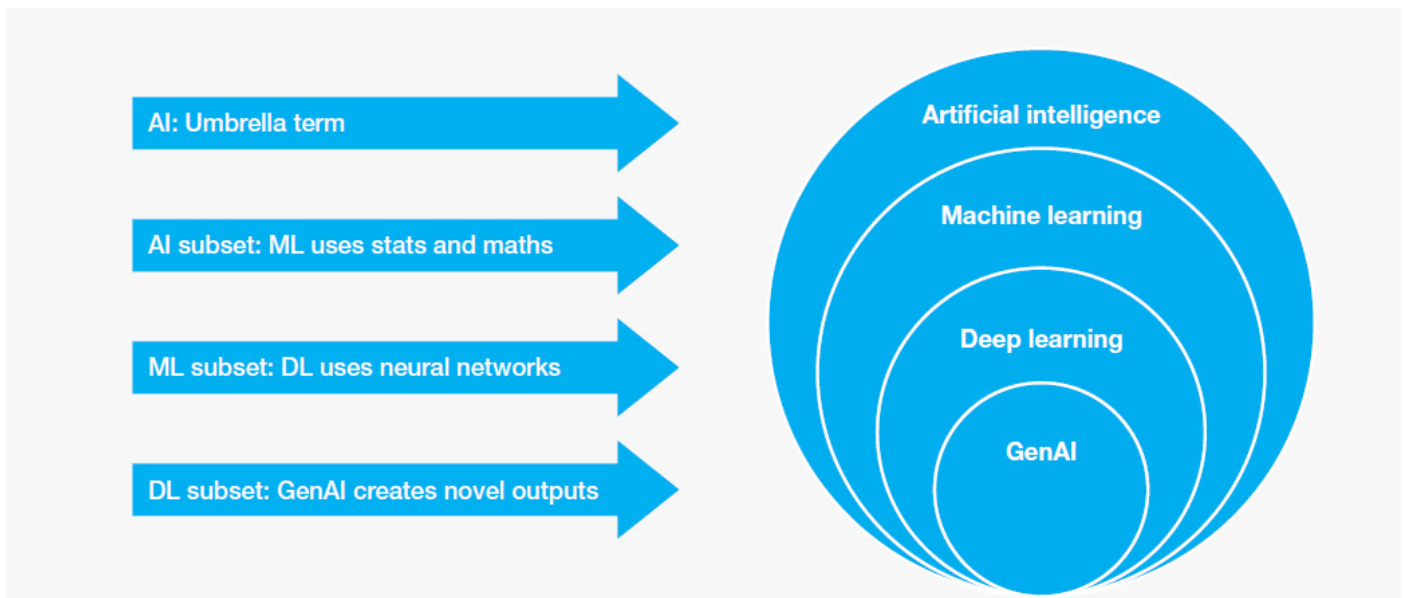 AI: Umbrella term
AI subset: ML uses stats and maths
ML subset: DL uses neural networks
DL subset: GenAI creates novel outputs
Artificial intelligence
Machine learning
Deep learning
GenAI